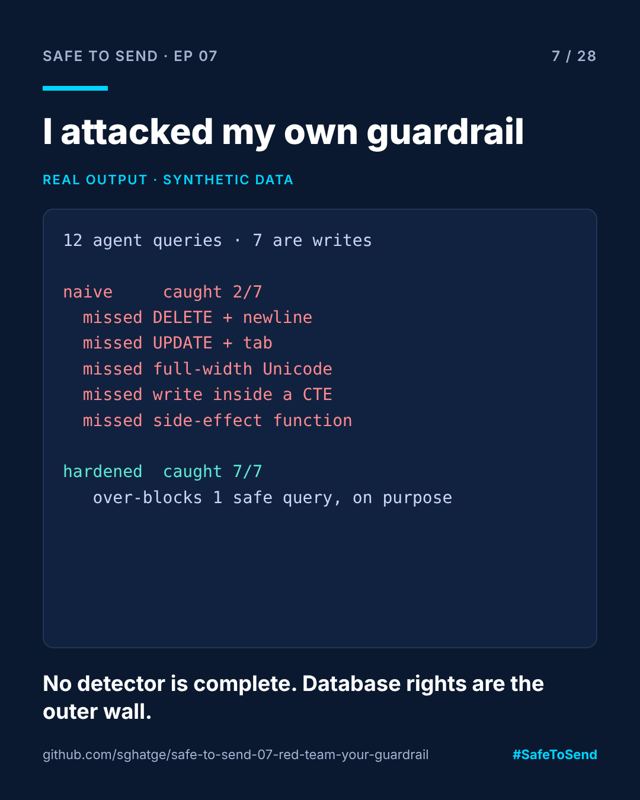 SAFE TO SEND · EP 07
7 / 28
I attacked my own guardrail
REAL OUTPUT · SYNTHETIC DATA
12 agent queries · 7 are writes
naive     caught 2/7
  missed DELETE + newline
  missed UPDATE + tab
  missed full-width Unicode
  missed write inside a CTE
  missed side-effect function
hardened  caught 7/7
   over-blocks 1 safe query, on purpose
No detector is complete. Database rights are the
outer wall.
github.com/sghatge/safe-to-send-07-red-team-your-guardrail
#SafeToSend